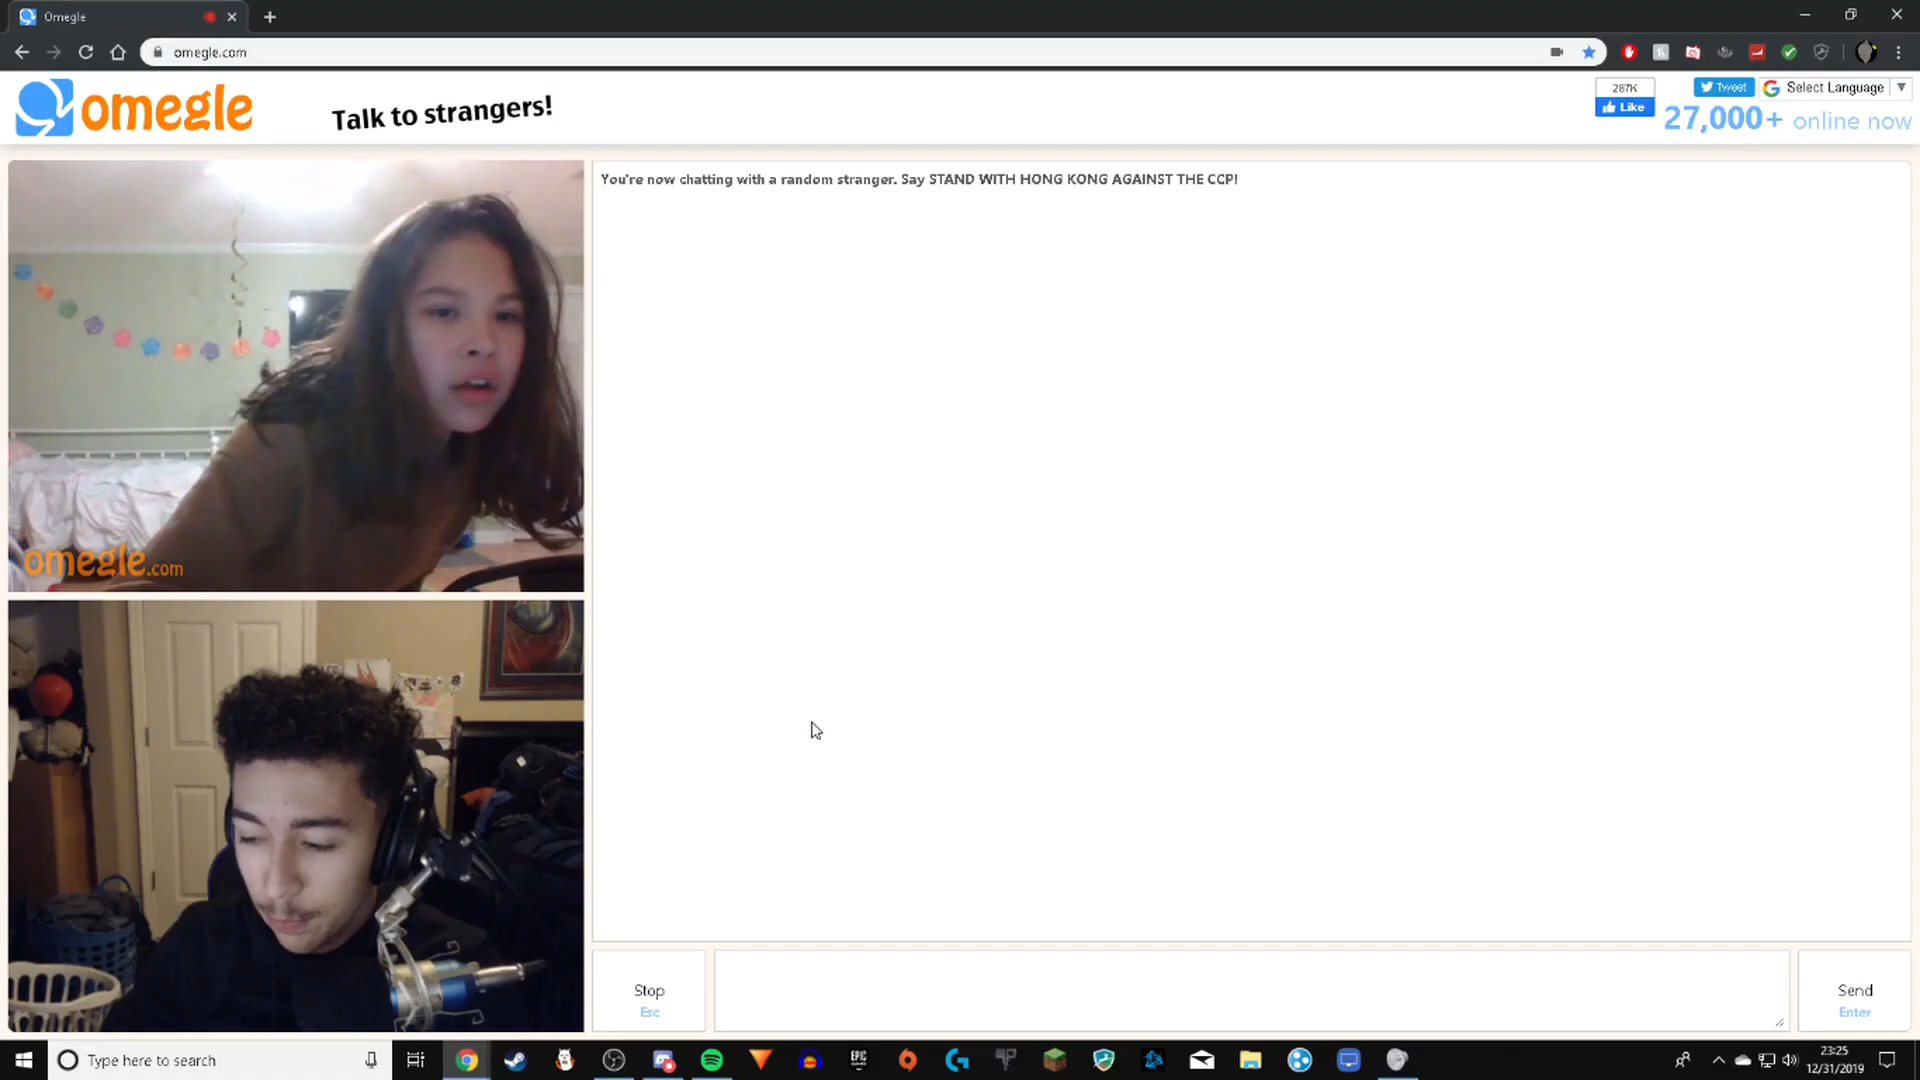 Omegle
omegle.com
omegle
Talk to strangers!
287K
Like
Tweet
Select Language
27,000+ online now
You're now chatting with a random stranger. Say STAND WITH HONG KONG AGAINST THE CCP!
omegle.com
Stop
Esc
Send
Enter
Type here to search
EPIC
GAMES
23:25
12/31/2019